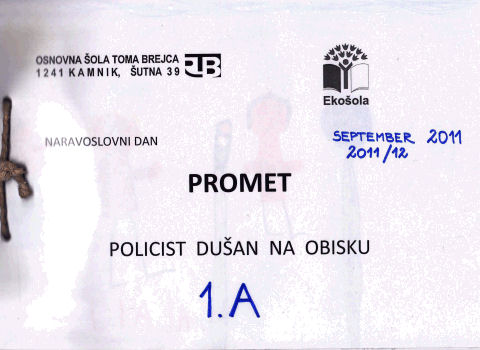 OSNOVNA ŠOLA TOMA BREJCA
1241 KAMNIK, ŠUTNA 39
Ekošola
NARAVOSLOVNI DAN
SEPTEMBER 2011
2011/12
PROMET
POLICIST DUŠAN NA OBISKU
1.A